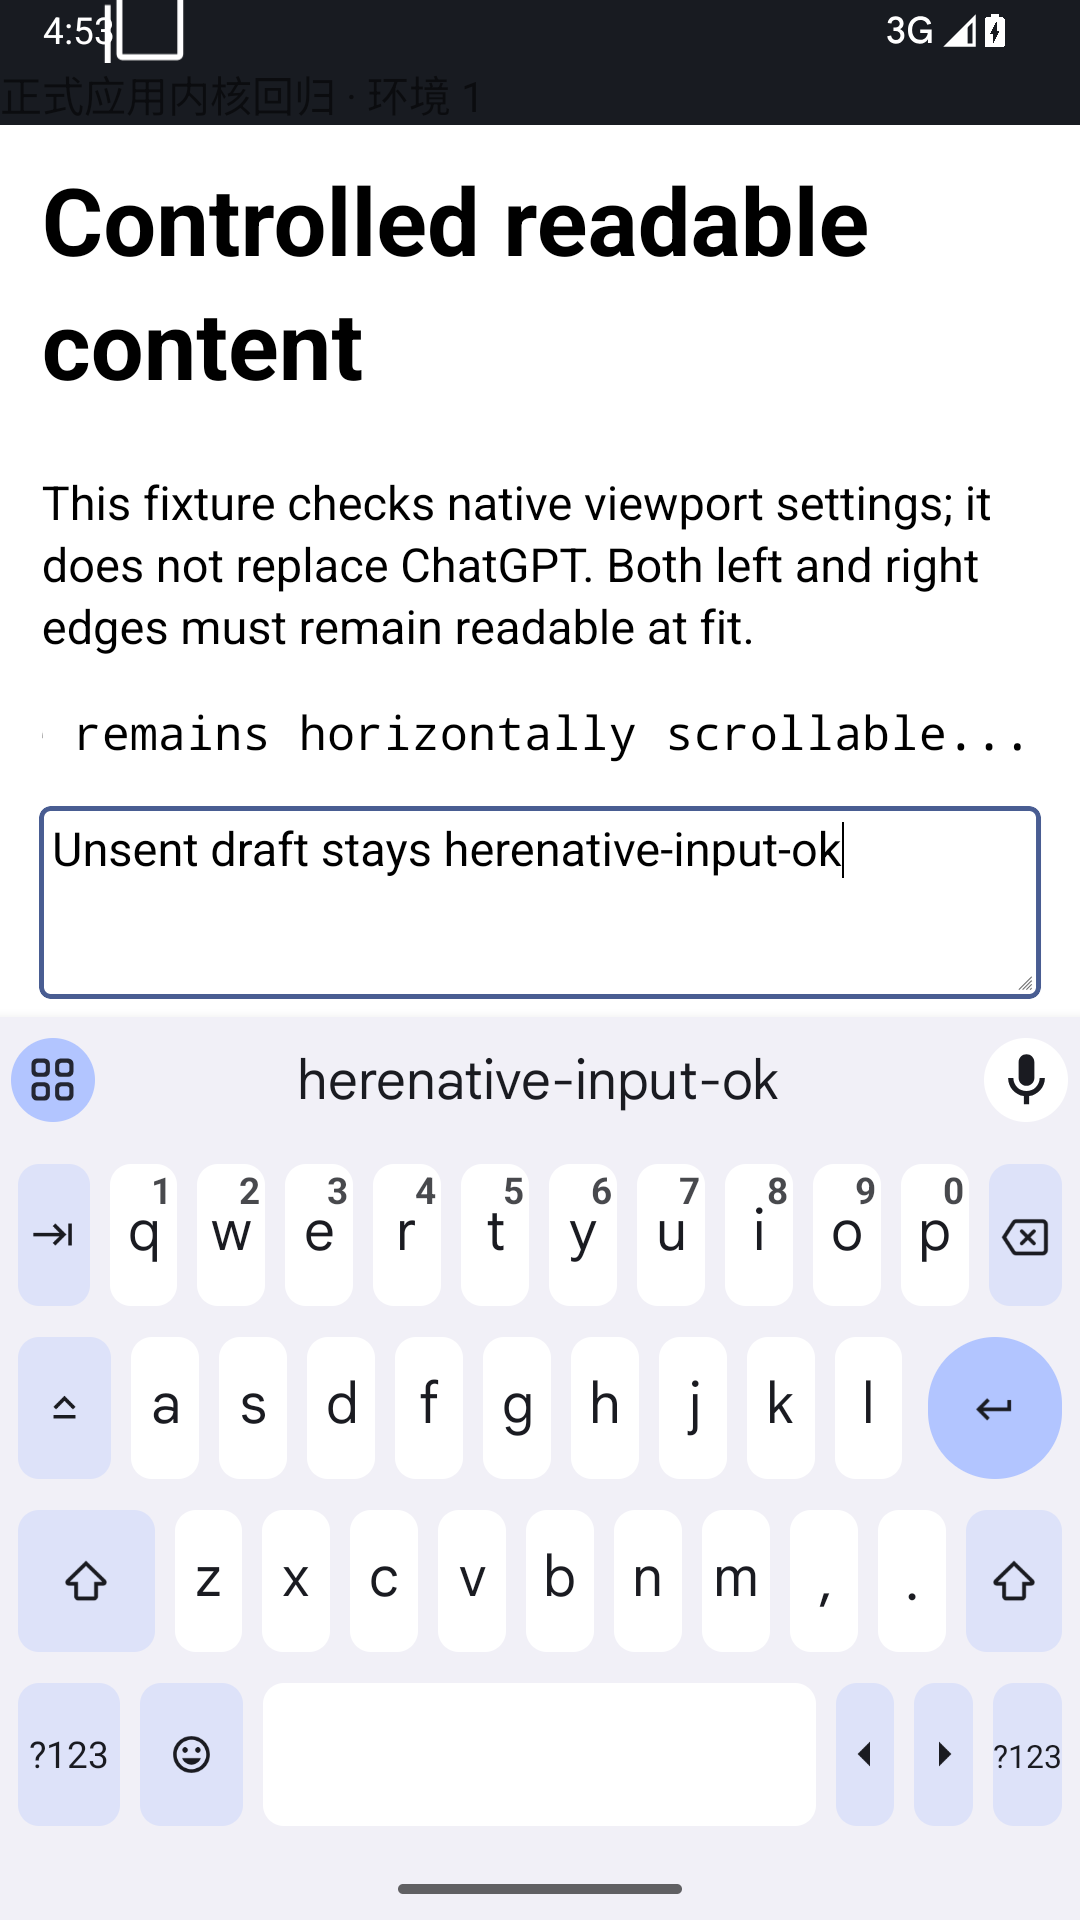 4:53
3G
正式应用内核回归 · 环境 1
Controlled readable
content
This fixture checks native viewport settings; it
does not replace ChatGPT. Both left and right
edges must remain readable at fit.
remains horizontally scrollable...
Unsent draft stays herenative-input-ok
herenative-input-ok
1 2 3 4 5 6 7 8 9 0
q w e r t y u i o p
a s d f g h j k l
z x c v b n m , .
?123 ?123